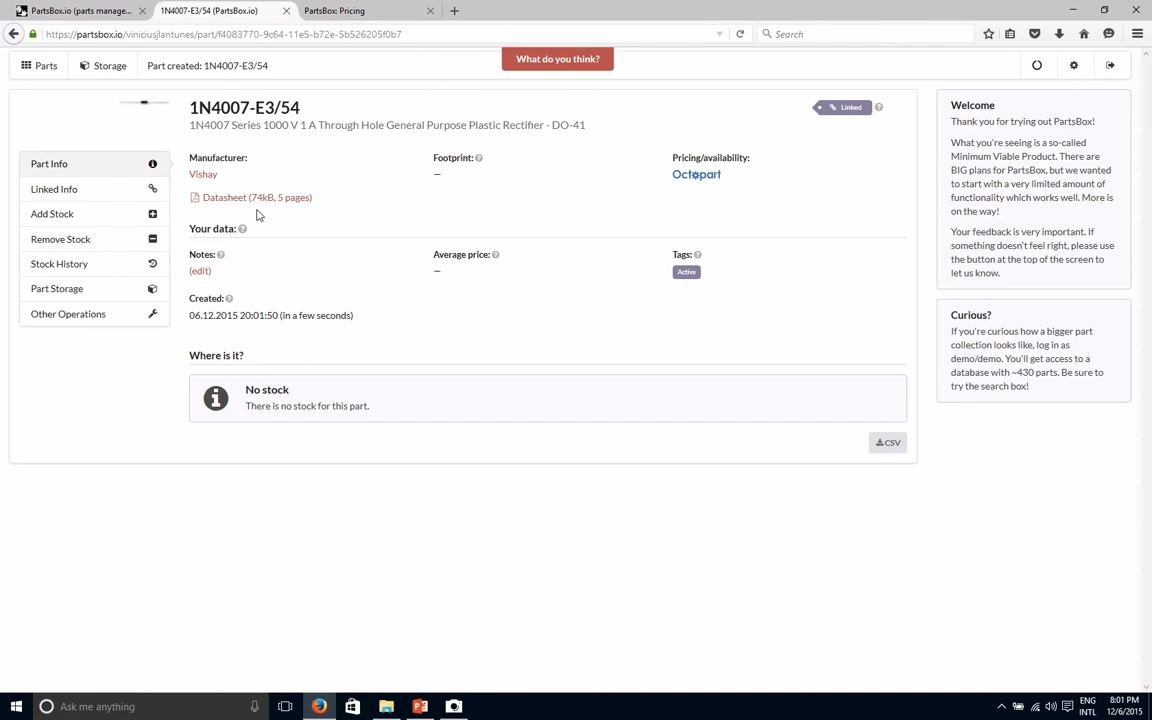 PartsBox.io (parts manage...
1N4007-E3/54 (PartsBox.io)
PartsBox: Pricing
https://partsbox.io/viniciusjlantunes/part/f4083770-9c64-11e5-b72e-5b526205f0b7
Search
Parts
Storage
Part created: 1N4007-E3/54
What do you think?
1N4007-E3/54
1N4007 Series 1000 V 1 A Through Hole General Purpose Plastic Rectifier - DO-41
Linked
Part Info
Linked Info
Add Stock
Remove Stock
Stock History
Part Storage
Other Operations
Manufacturer:
Vishay
Footprint:
—
Pricing/availability:
Octopart
Datasheet (74kB, 5 pages)
Your data:
Notes:
(edit)
Average price:
—
Tags:
Active
Created:
06.12.2015 20:01:50 (in a few seconds)
Where is it?
No stock
There is no stock for this part.
CSV
Welcome
Thank you for trying out PartsBox!
What you're seeing is a so-called
Minimum Viable Product. There are
BIG plans for PartsBox, but we wanted
to start with a very limited amount of
functionality which works well. More is
on the way!
Your feedback is very important. If
something doesn't feel right, please use
the button at the top of the screen to
let us know.
Curious?
If you're curious how a bigger part
collection looks like, log in as
demo/demo. You'll get access to a
database with ~430 parts. Be sure to
try the search box!
Ask me anything
ENG
INTL
8:01 PM
12/6/2015